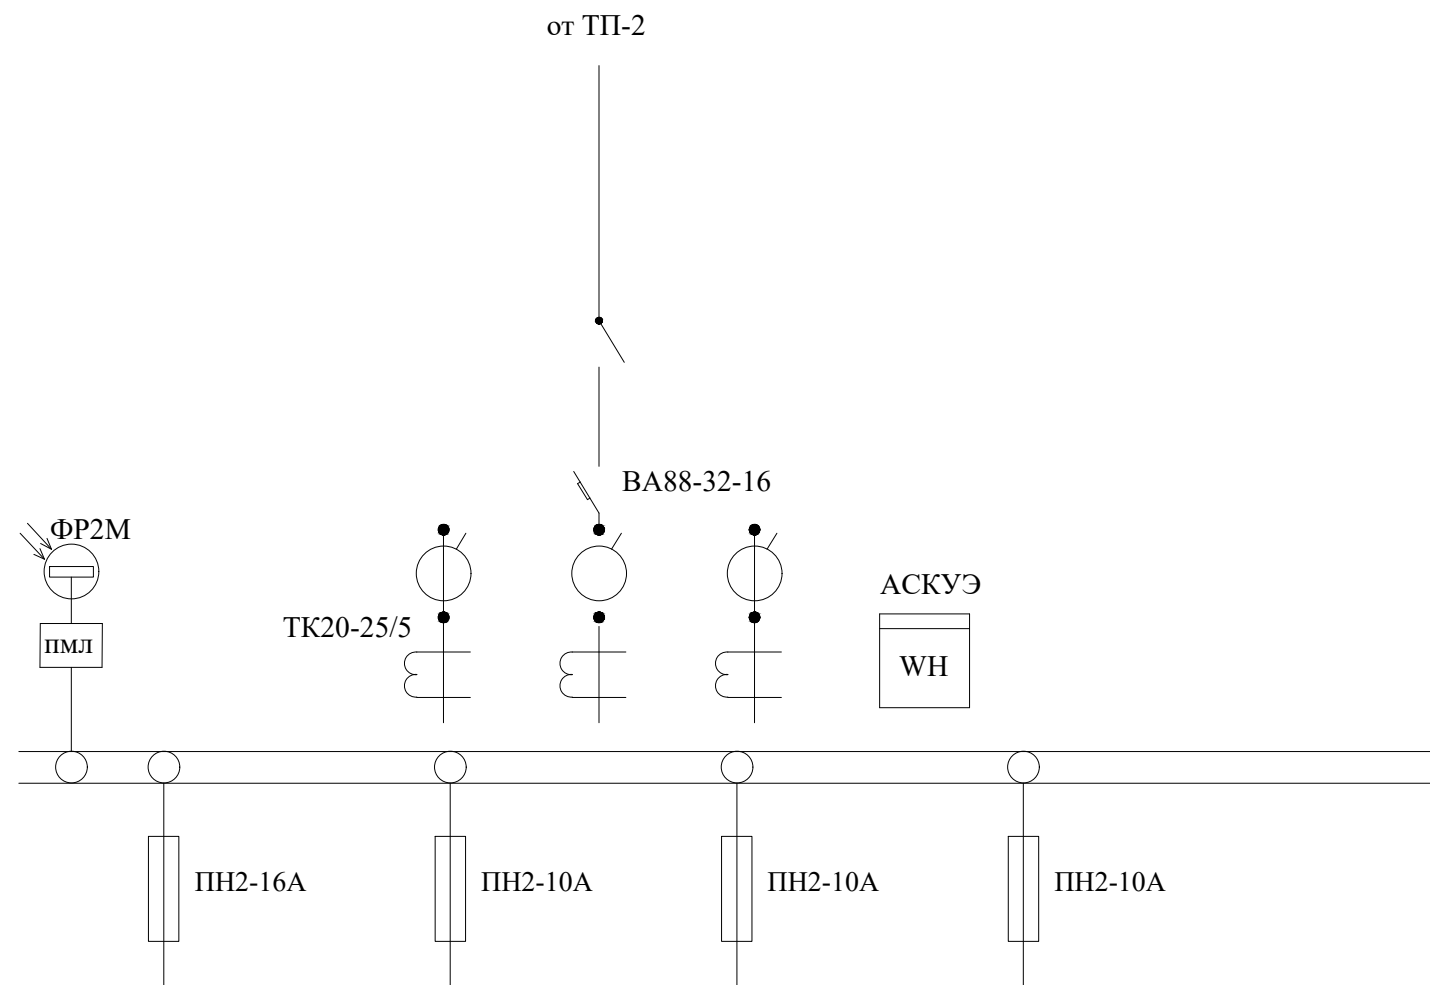 от ТП-2
ВА88-32-16
ФР2М
АСКУЭ
ТК20-25/5
ПМЛ
WH
ПН2-16А
ПН2-10А
ПН2-10А
ПН2-10А